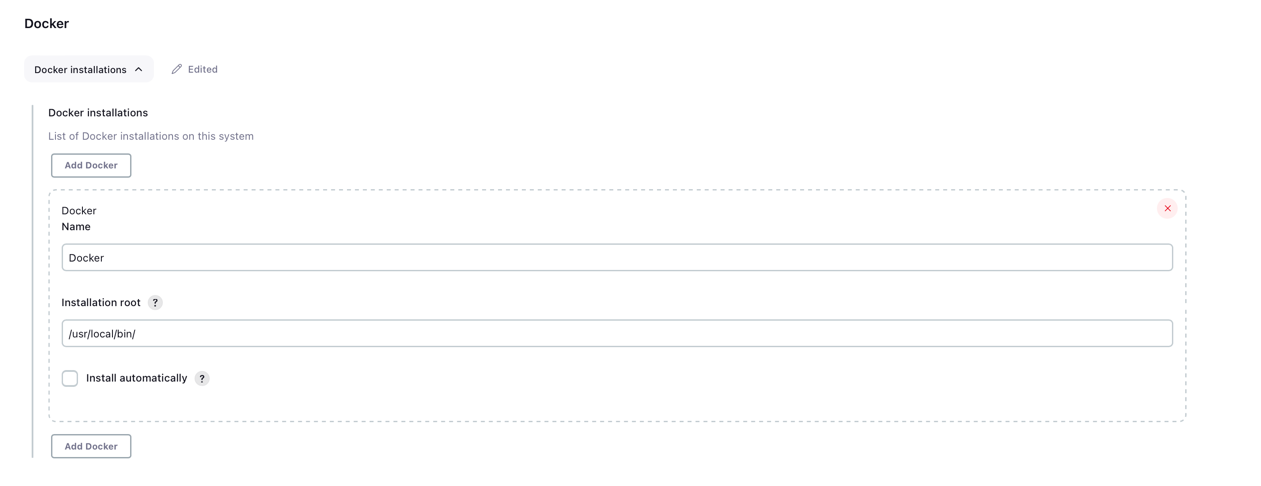 Docker
Docker installations
Edited
Docker installations
List of Docker installations on this system
Add Docker
Docker
Name
Docker
Installation root ?
/usr/local/bin/
Install automatically ?
Add Docker